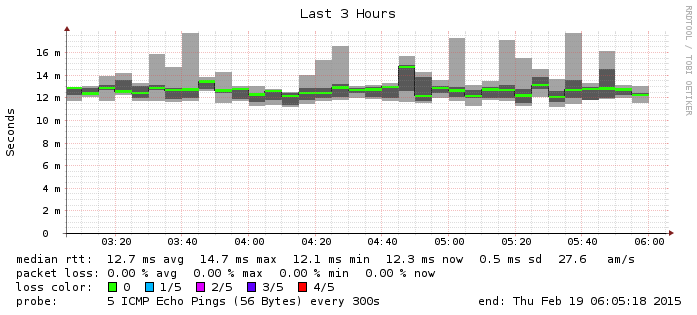 Last 3 Hours
RRDTOOL / TOBI OETIKER
Seconds
16 m
14 m
12 m
10 m
8 m
6 m
4 m
2 m
0
03:20 03:40 04:00 04:20 04:40 05:00 05:20 05:40 06:00
median rtt: 12.7 ms avg 14.7 ms max 12.1 ms min 12.3 ms now 0.5 ms sd 27.6 am/s
packet loss: 0.00 % avg 0.00 % max 0.00 % min 0.00 % now
loss color: 0 1/5 2/5 3/5 4/5
probe: 5 ICMP Echo Pings (56 Bytes) every 300s end: Thu Feb 19 06:05:18 2015